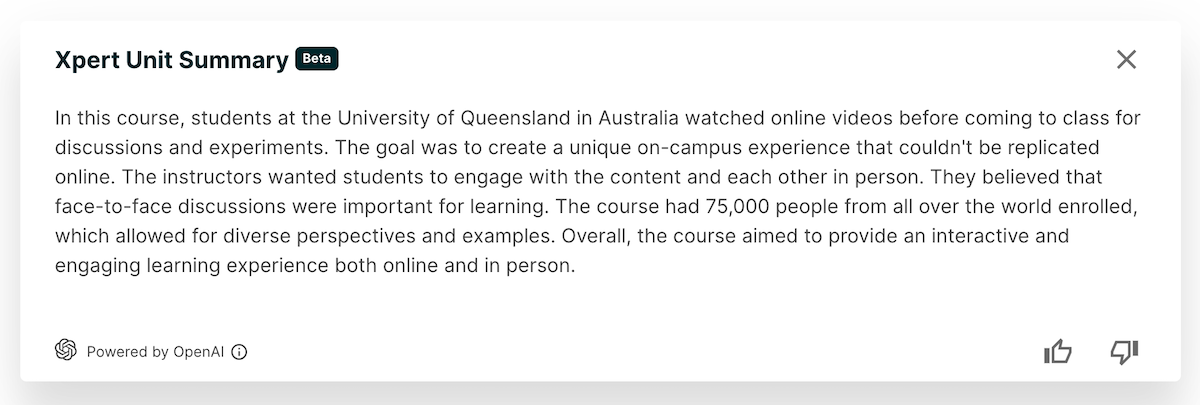 Xpert Unit Summary Beta
In this course, students at the University of Queensland in Australia watched online videos before coming to class for
discussions and experiments. The goal was to create a unique on-campus experience that couldn't be replicated
online. The instructors wanted students to engage with the content and each other in person. They believed that
face-to-face discussions were important for learning. The course had 75,000 people from all over the world enrolled,
which allowed for diverse perspectives and examples. Overall, the course aimed to provide an interactive and
engaging learning experience both online and in person.
Powered by OpenAI